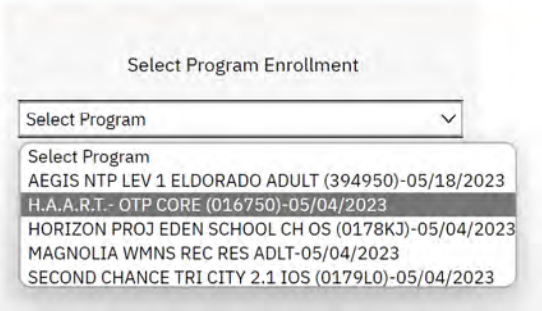 Select Program Enrollment
Select Program
Select Program
AEGIS NTP LEV 1 ELDORADO ADULT (394950)-05/18/2023
H.A.A.R.T.- OTP CORE (016750)-05/04/2023
HORIZON PROJ EDEN SCHOOL CH OS (0178KJ)-05/04/2023
MAGNOLIA WMNS REC RES ADLT-05/04/2023
SECOND CHANCE TRI CITY 2.1 IOS (0179L0)-05/04/2023